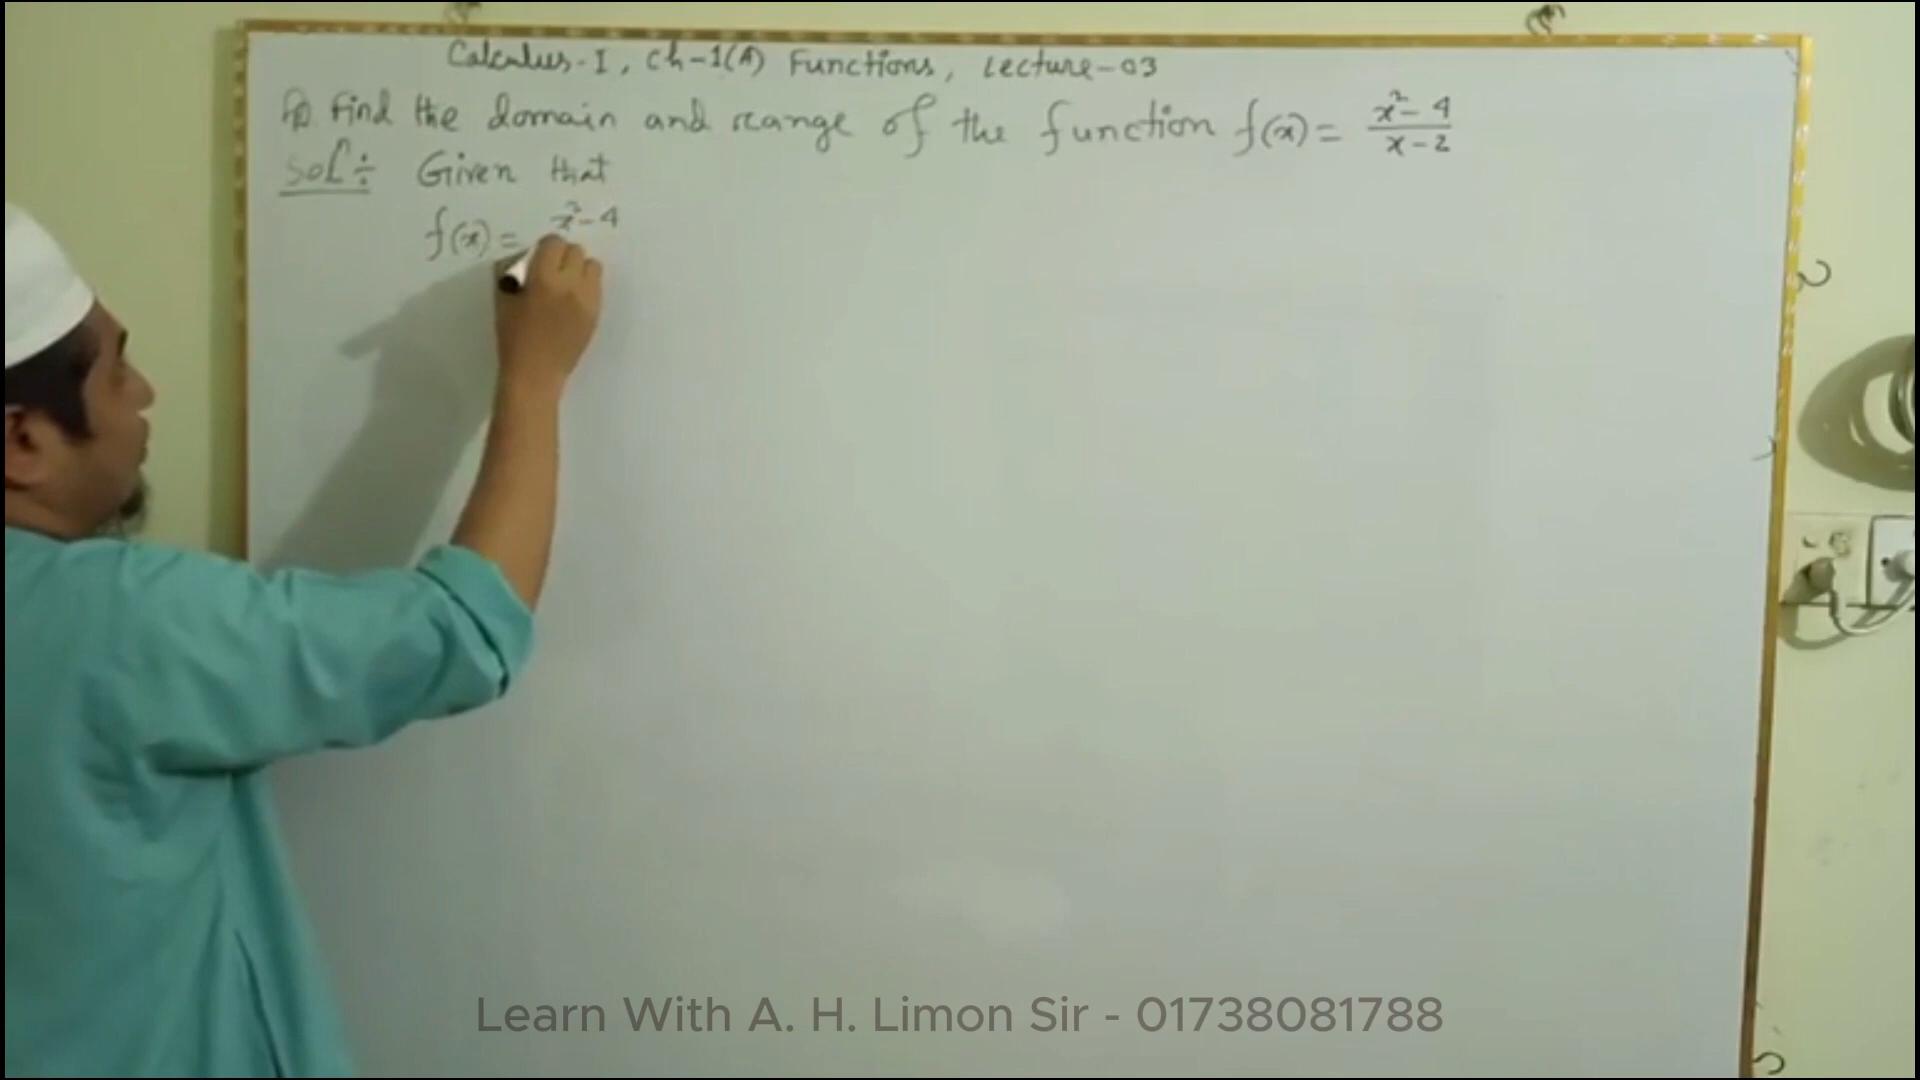 Calculus-I, Ch-1(A) Functions, Lecture-03
Find the domain and range of the function f(x) = x²-4 / x-2
Solⁿ: Given that
f(x) = x²-4
Learn With A. H. Limon Sir - 01738081788